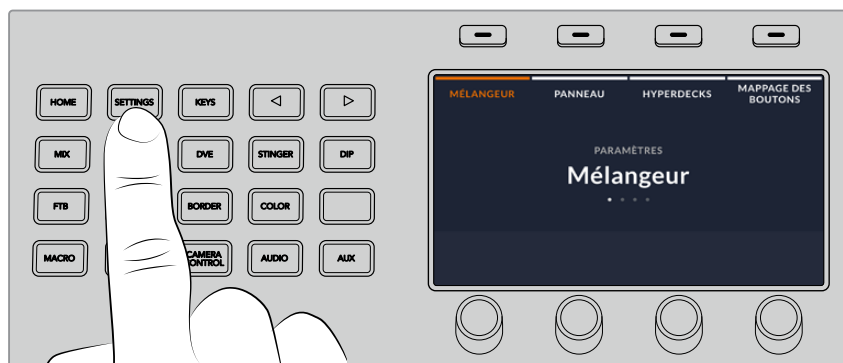 HOME
SETTINGS
KEYS
MIX
DVE
STINGER
DIP
FTB
BORDER
COLOR
MACRO
CAMERA
CONTROL
AUDIO
AUX
MÉLANGEUR
PANNEAU
HYPERDECKS
MAPPAGE DES
BOUTONS
PARAMÈTRES
Mélangeur